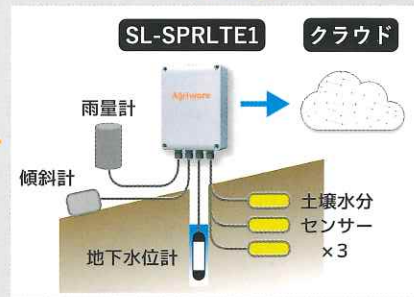 SL-SPRLTE1
クラウド
Agriware
雨量計
傾斜計
地下水位計
土壌水分
センサー
×3